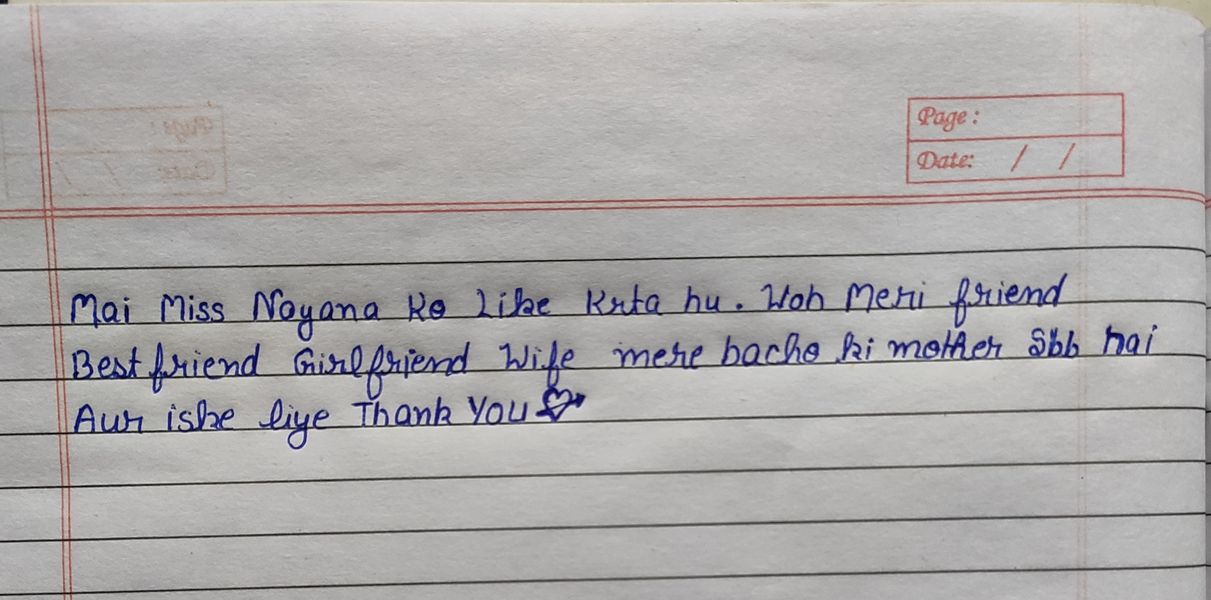 Page:
Date: / /
Mai Miss Nayana ko Like Krta hu. Woh Meri friend
Best friend Girlfriend Wife mere bacho ki mother Sbb hai
Aur iske liye Thank You